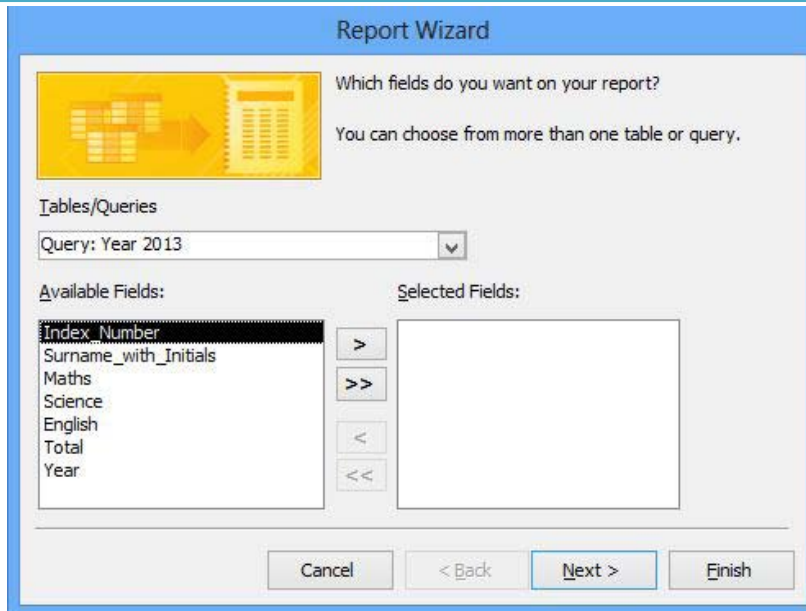 Report Wizard
Which fields do you want on your report?
You can choose from more than one table or query.
Tables/Queries
Query: Year 2013
Available Fields:
Selected Fields:
Index_Number
Surname_with_Initials
Maths
Science
English
Total
Year
>
>>
<
<<
Cancel
< Back
Next >
Finish